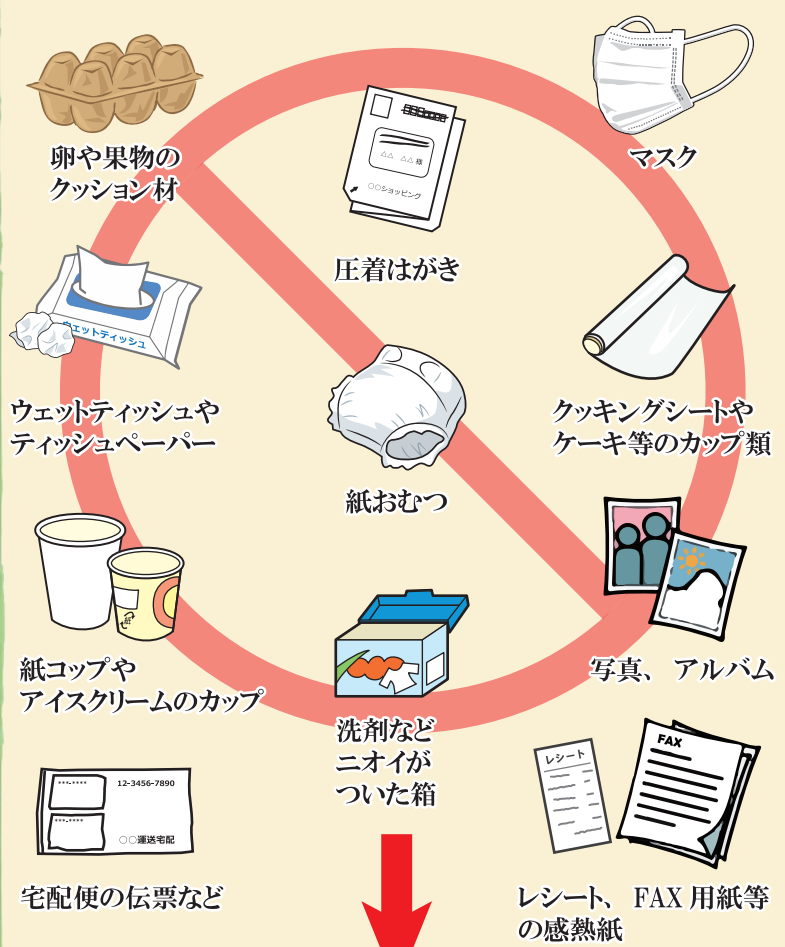 卵や果物の
クッション材
△△ △△ 様
○○ショッピング
圧着はがき
マスク
ウェットティッシュ
ウェットティッシュや
ティッシュペーパー
紙おむつ
クッキングシートや
ケーキ等のカップ類
紙
紙コップや
アイスクリームのカップ
洗剤など
ニオイが
ついた箱
写真、アルバム
***-****
12-3456-7890
***-****
○○運送宅配
宅配便の伝票など
レシート
FAX
レシート、FAX 用紙等
の感熱紙